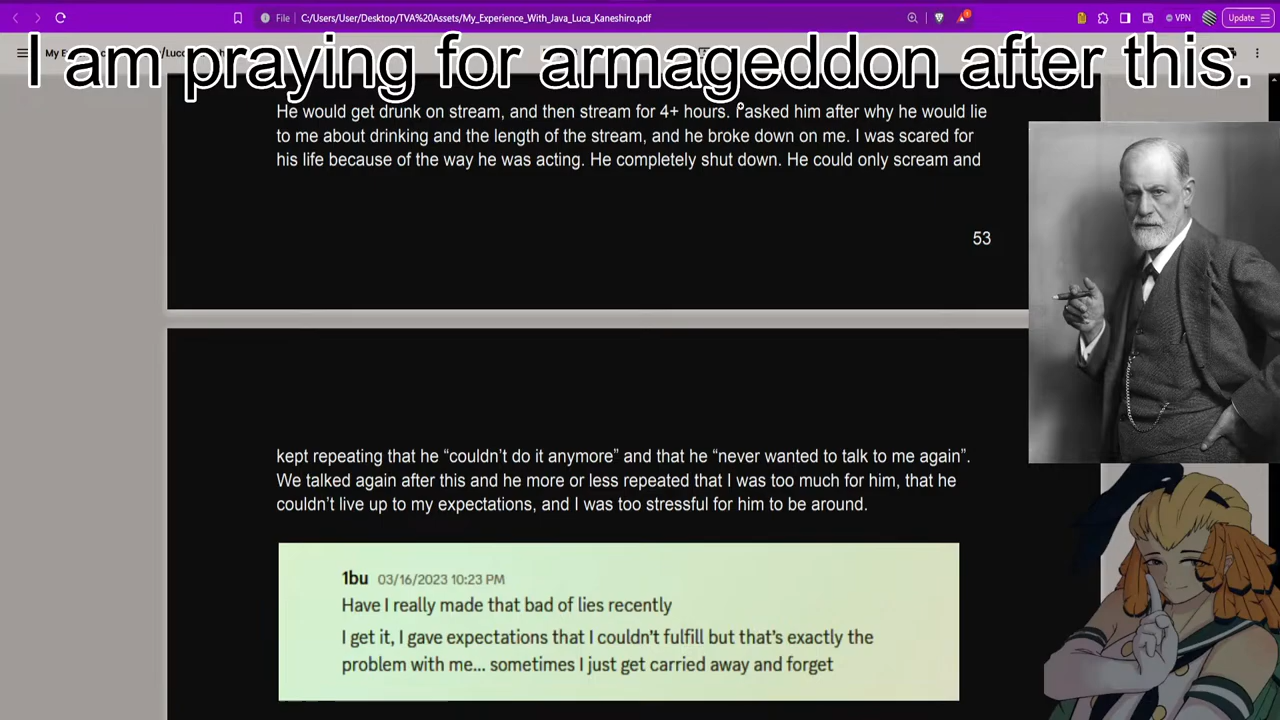 File C:/Users/User/Desktop/TVA%20Assets/My_Experience_With_Java_Luca_Kaneshiro.pdf
VPN
Update
I am praying for armageddon after this.
He would get drunk on stream, and then stream for 4+ hours. I asked him after why he would lie
to me about drinking and the length of the stream, and he broke down on me. I was scared for
his life because of the way he was acting. He completely shut down. He could only scream and
53
kept repeating that he “couldn’t do it anymore” and that he “never wanted to talk to me again”.
We talked again after this and he more or less repeated that I was too much for him, that he
couldn’t live up to my expectations, and I was too stressful for him to be around.
1bu 03/16/2023 10:23 PM
Have I really made that bad of lies recently
I get it, I gave expectations that I couldn’t fulfill but that’s exactly the
problem with me... sometimes I just get carried away and forget